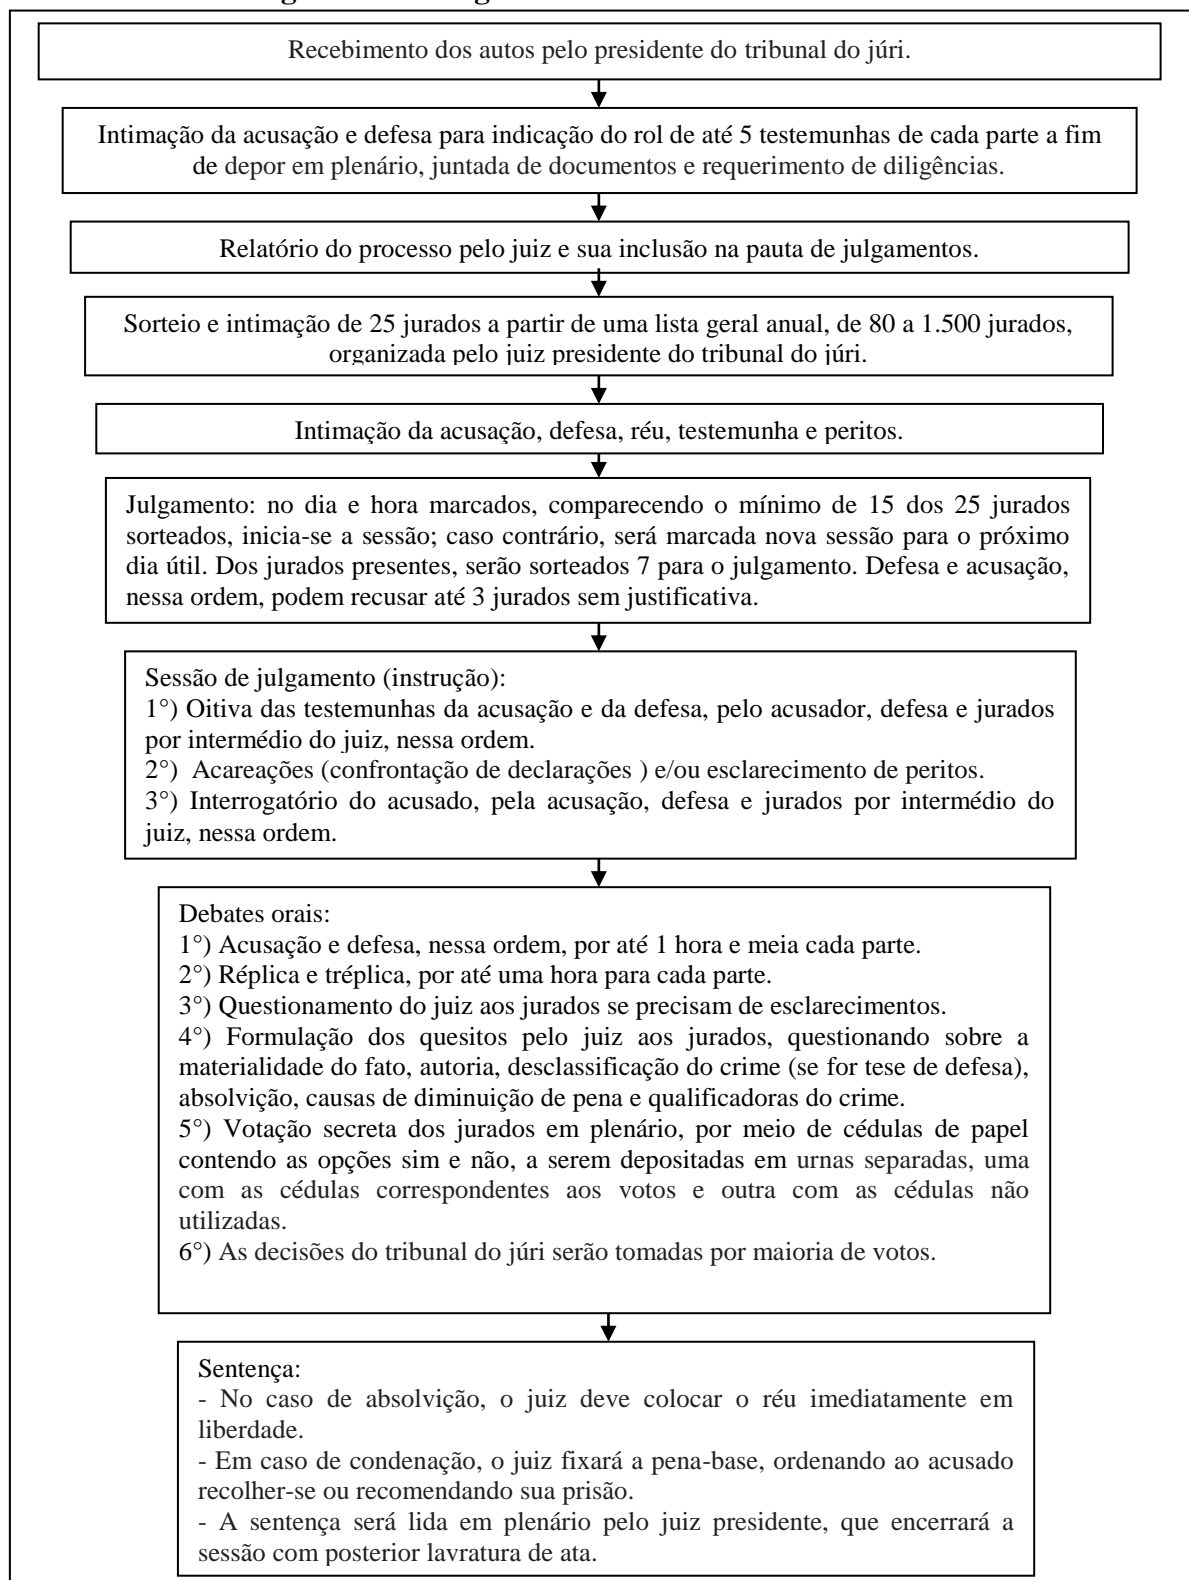 Recebimento dos autos pelo presidente do tribunal do júri.
Intimação da acusação e defesa para indicação do rol de até 5 testemunhas de cada parte a fim
de depor em plenário, juntada de documentos e requerimento de diligências.
Relatório do processo pelo juiz e sua inclusão na pauta de julgamentos.
Sorteio e intimação de 25 jurados a partir de uma lista geral anual, de 80 a 1.500 jurados,
organizada pelo juiz presidente do tribunal do júri.
Intimação da acusação, defesa, réu, testemunha e peritos.
Julgamento: no dia e hora marcados, comparecendo o mínimo de 15 dos 25 jurados
sorteados, inicia-se a sessão; caso contrário, será marcada nova sessão para o próximo
dia útil. Dos jurados presentes, serão sorteados 7 para o julgamento. Defesa e acusação,
nessa ordem, podem recusar até 3 jurados sem justificativa.
Sessão de julgamento (instrução):
1°) Oitiva das testemunhas da acusação e da defesa, pelo acusador, defesa e jurados
por intermédio do juiz, nessa ordem.
2°)  Acareações (confrontação de declarações ) e/ou esclarecimento de peritos.
3°) Interrogatório do acusado, pela acusação, defesa e jurados por intermédio do
juiz, nessa ordem.
Debates orais:
1°) Acusação e defesa, nessa ordem, por até 1 hora e meia cada parte.
2°) Réplica e tréplica, por até uma hora para cada parte.
3°) Questionamento do juiz aos jurados se precisam de esclarecimentos.
4°) Formulação dos quesitos pelo juiz aos jurados, questionando sobre a
materialidade do fato, autoria, desclassificação do crime (se for tese de defesa),
absolvição, causas de diminuição de pena e qualificadoras do crime.
5°) Votação secreta dos jurados em plenário, por meio de cédulas de papel
contendo as opções sim e não, a serem depositadas em urnas separadas, uma
com as cédulas correspondentes aos votos e outra com as cédulas não
utilizadas.
6°) As decisões do tribunal do júri serão tomadas por maioria de votos.
Sentença:
- No caso de absolvição, o juiz deve colocar o réu imediatamente em
liberdade.
- Em caso de condenação, o juiz fixará a pena-base, ordenando ao acusado
recolher-se ou recomendando sua prisão.
- A sentença será lida em plenário pelo juiz presidente, que encerrará a
sessão com posterior lavratura de ata.